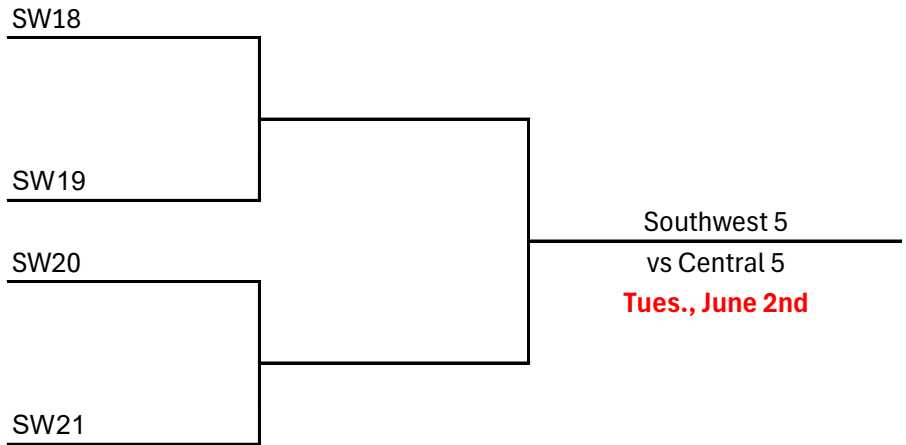 SW18
SW19
SW20
SW21
Southwest 5
vs Central 5
Tues., June 2nd